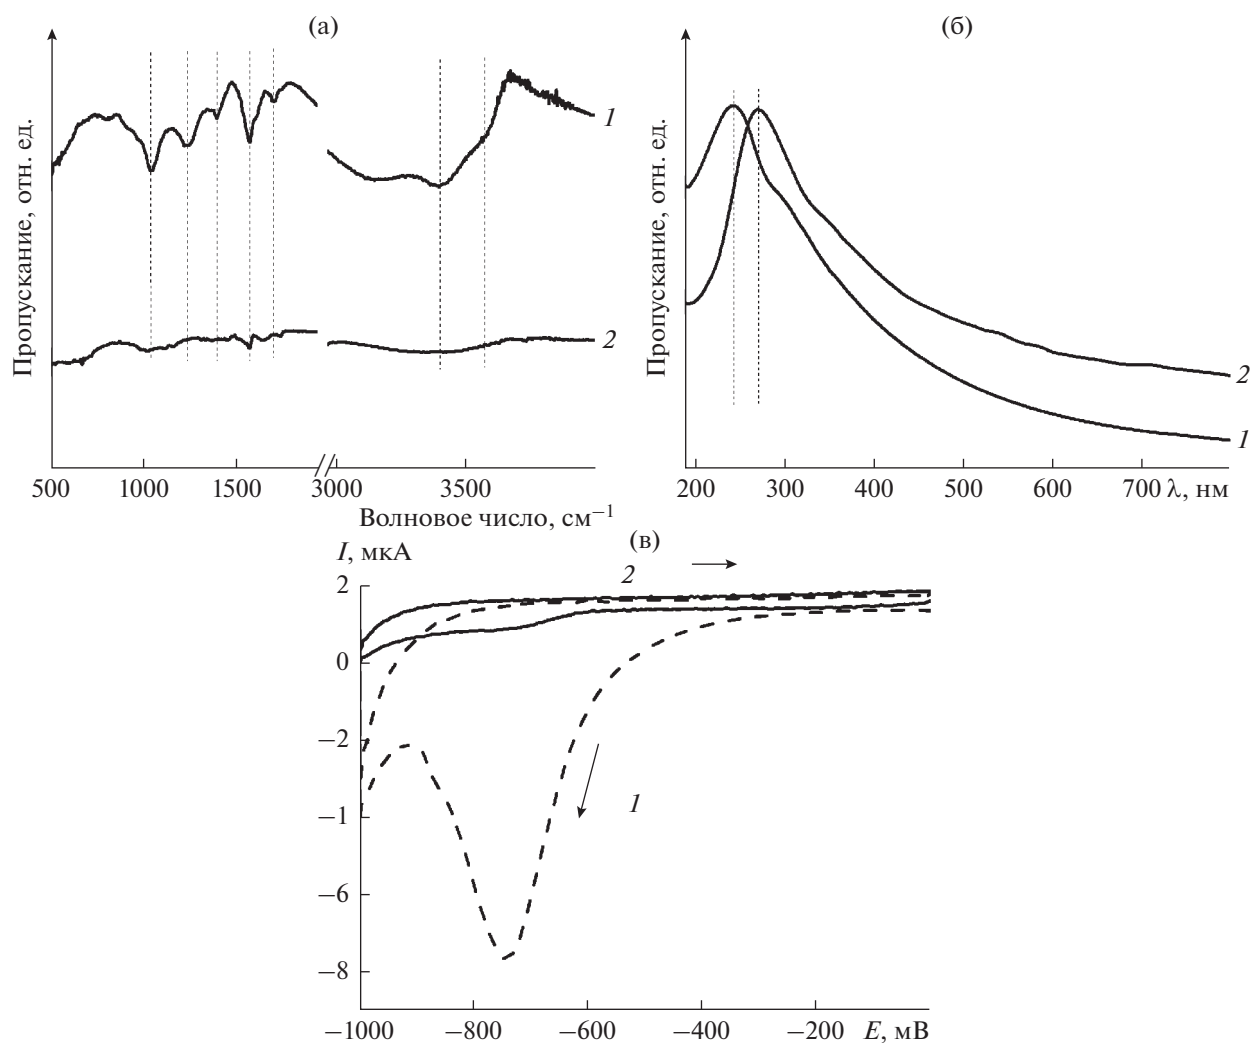 (а)
Пропускание, отн. ед.
1
2
500 1000 1500 3000 3500
Волновое число, см−1
(б)
Пропускание, отн. ед.
2
1
200 300 400 500 600 700 λ, нм
(в)
I, мкА
2
2
0
−2
−1
1
−6
−8
−1000 −800 −600 −400 −200 E, мВ